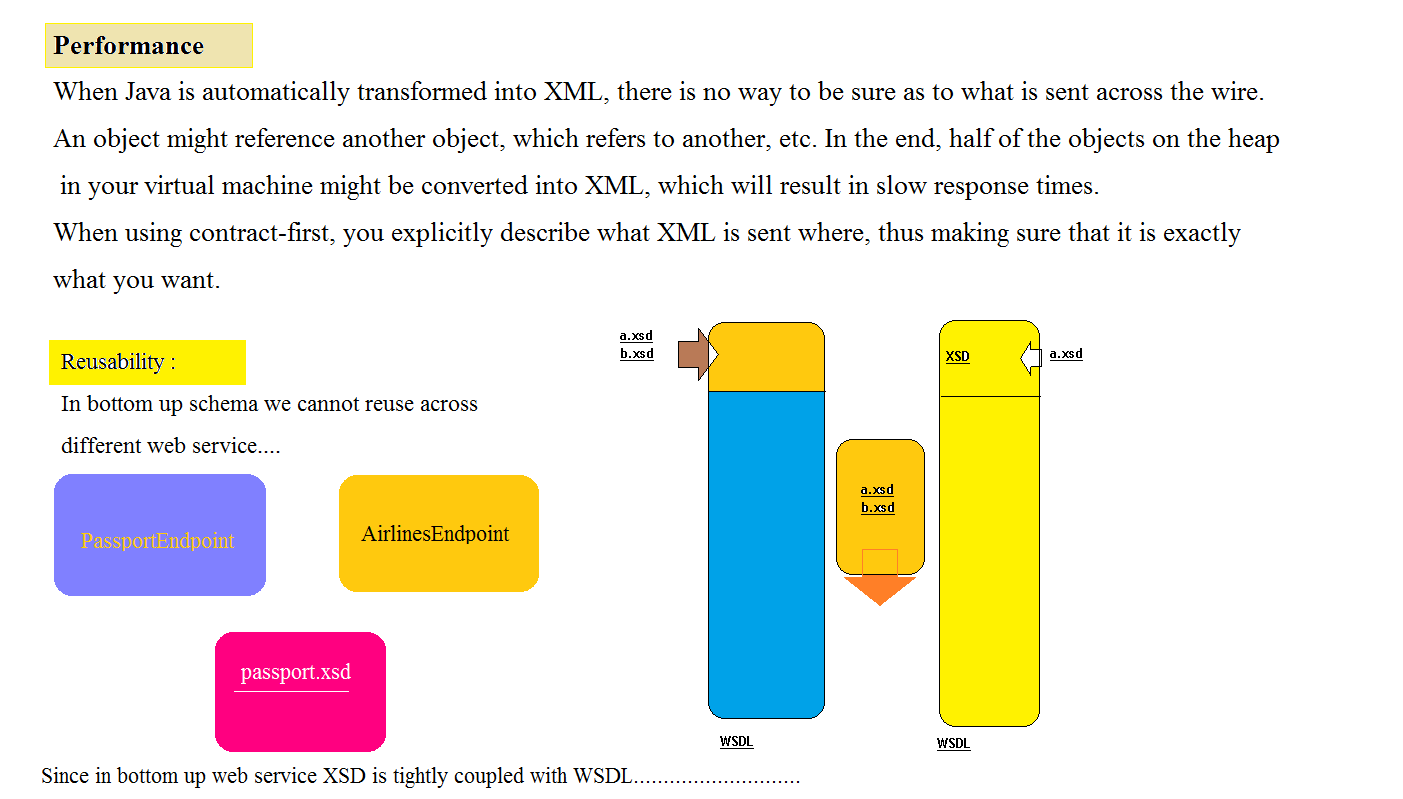 Performance
When Java is automatically transformed into XML, there is no way to be sure as to what is sent across the wire.
An object might reference another object, which refers to another, etc. In the end, half of the objects on the heap
in your virtual machine might be converted into XML, which will result in slow response times.
When using contract-first, you explicitly describe what XML is sent where, thus making sure that it is exactly
what you want.
Reusability :
In bottom up schema we cannot reuse across
different web service....
PassportEndpoint
AirlinesEndpoint
passport.xsd
a.xsd
b.xsd
XSD
a.xsd
a.xsd
b.xsd
WSDL
WSDL
Since in bottom up web service XSD is tightly coupled with WSDL............................